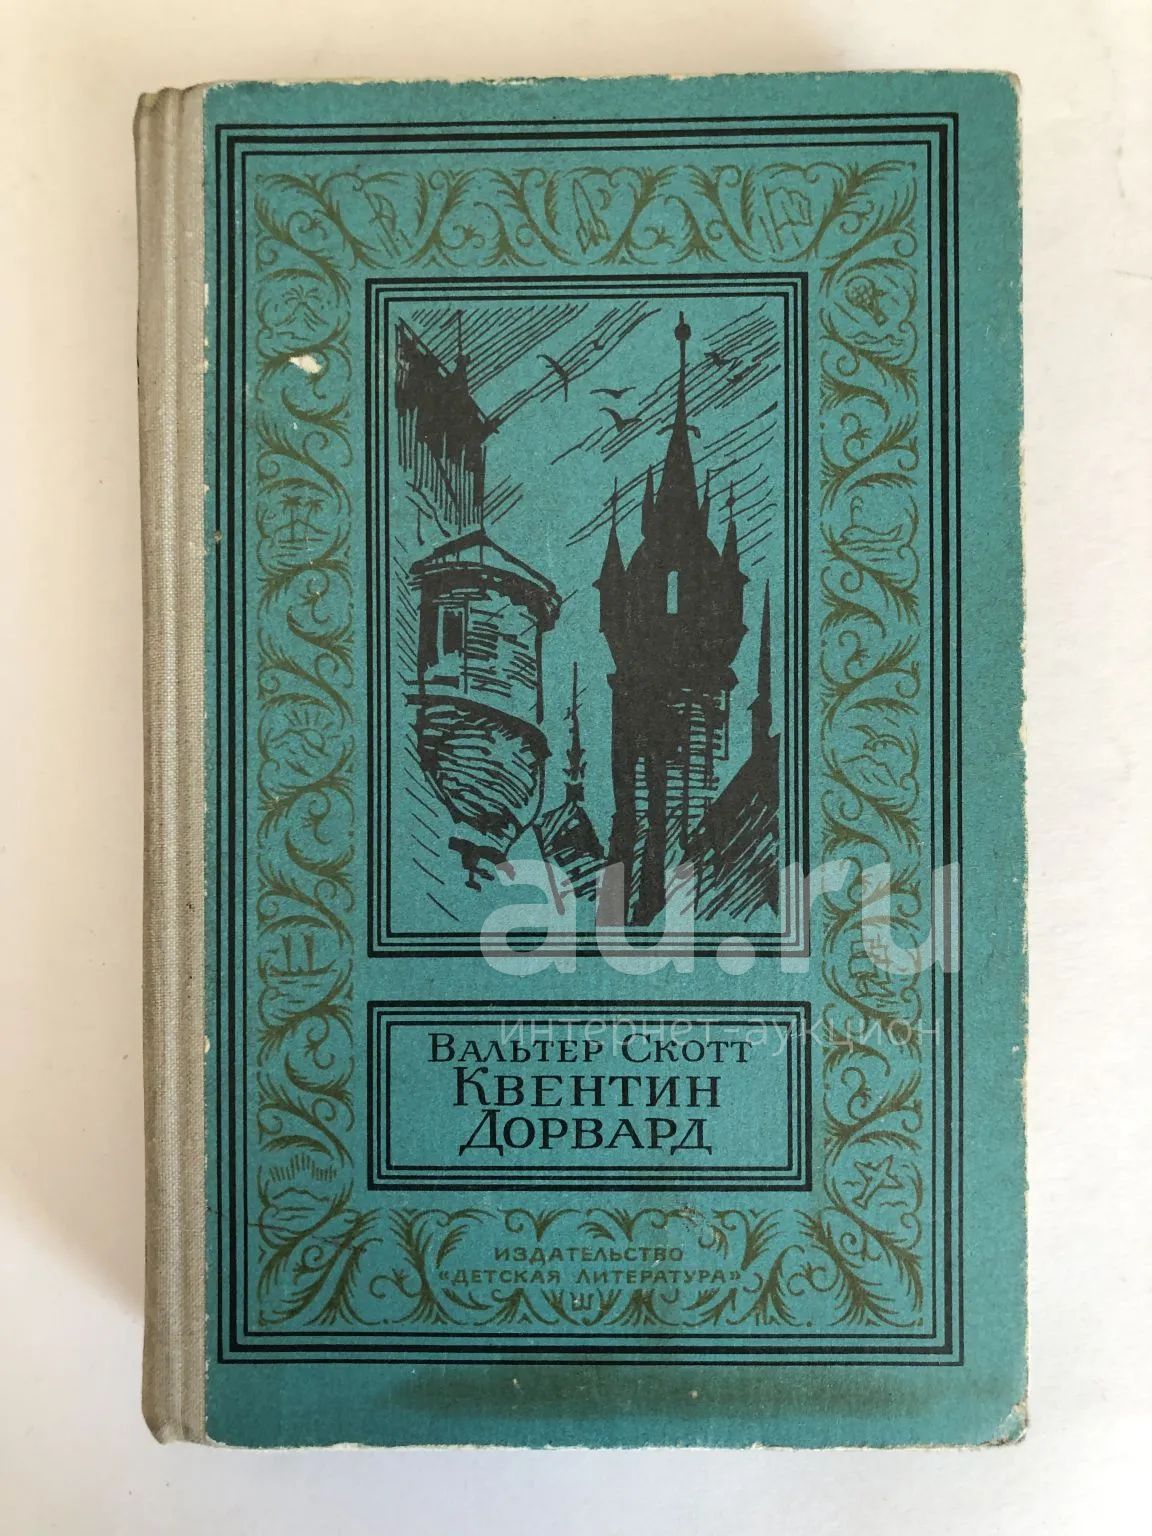 au.ru
интернет-аукцион
Вальтер Скотт
Квентин
Дорвард
ИЗДАТЕЛЬСТВО
«ДЕТСКАЯ ЛИТЕРАТУРА»